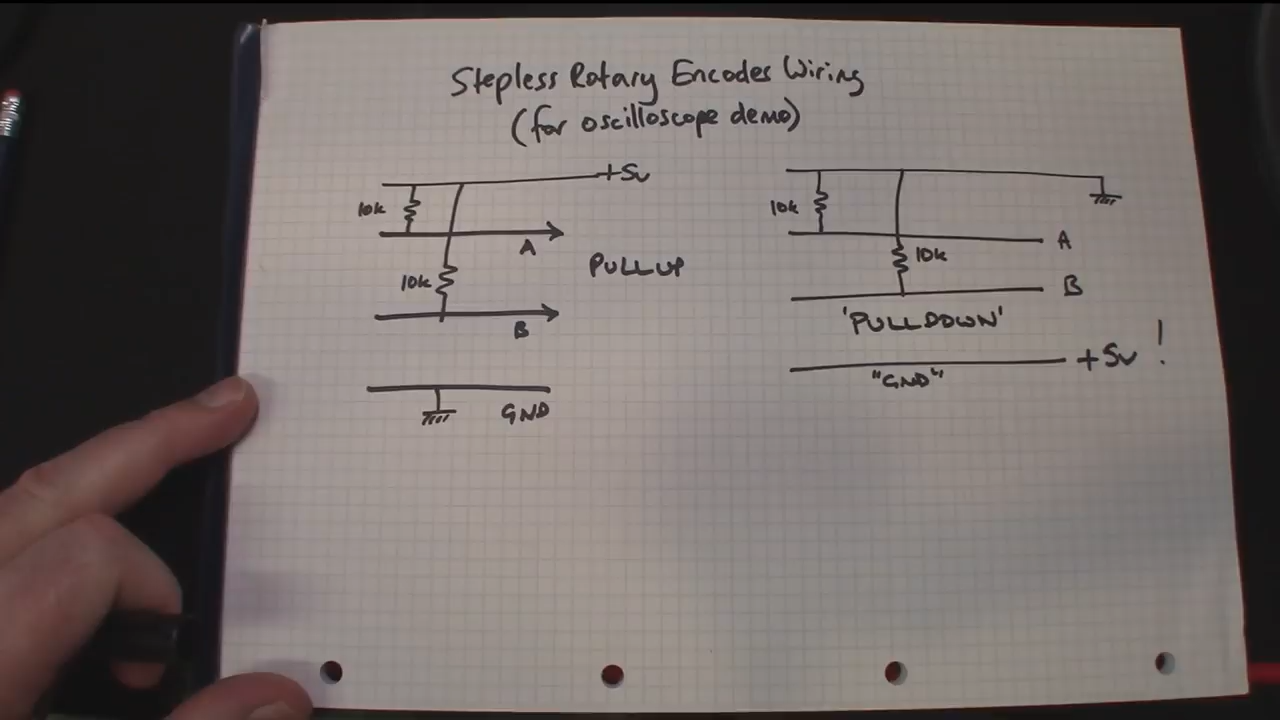 Stepless Rotary Encoder Wiring
(for oscilloscope demo)
+5v
10k
A
PULLUP
10k
B
GND
10k
A
10k
B
'PULLDOWN'
+5v !
"GND"